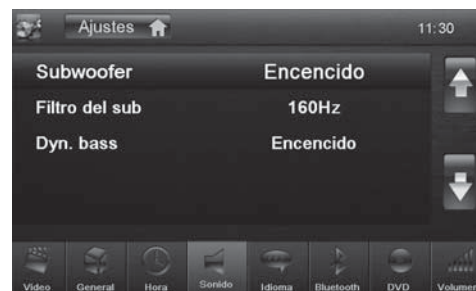 Ajustes 11:30
Subwoofer Encencido
Filtro del sub 160Hz
Dyn. bass Encencido
Video General Hora Sonido Idioma Bluetooth DVD Volumen